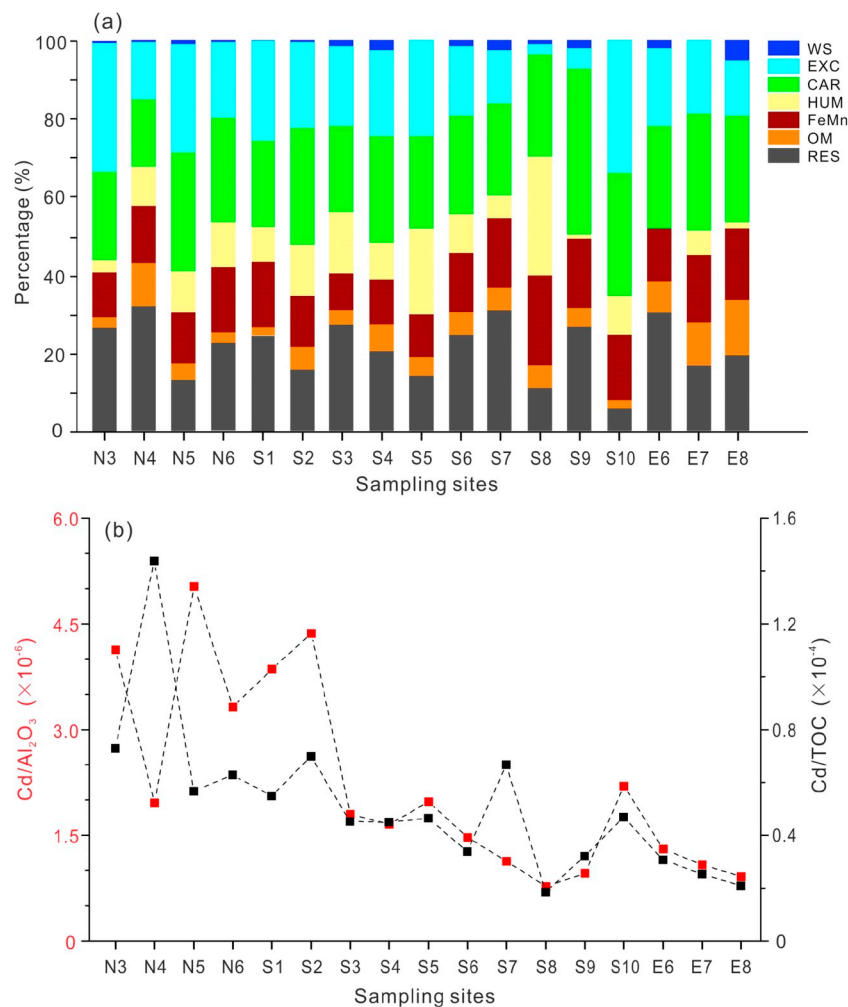 (a)
100
80
60
40
20
0
Percentage (%)
N3 N4 N5 N6 S1 S2 S3 S4 S5 S6 S7 S8 S9 S10 E6 E7 E8
Sampling sites
WS
EXC
CAR
HUM
FeMn
OM
RES
(b)
6.0
4.5
3.0
1.5
0
Cd/Al₂O₃ (×10⁻⁶)
1.6
1.2
0.8
0.4
0
Cd/TOC (×10⁻⁴)
N3 N4 N5 N6 S1 S2 S3 S4 S5 S6 S7 S8 S9 S10 E6 E7 E8
Sampling sites